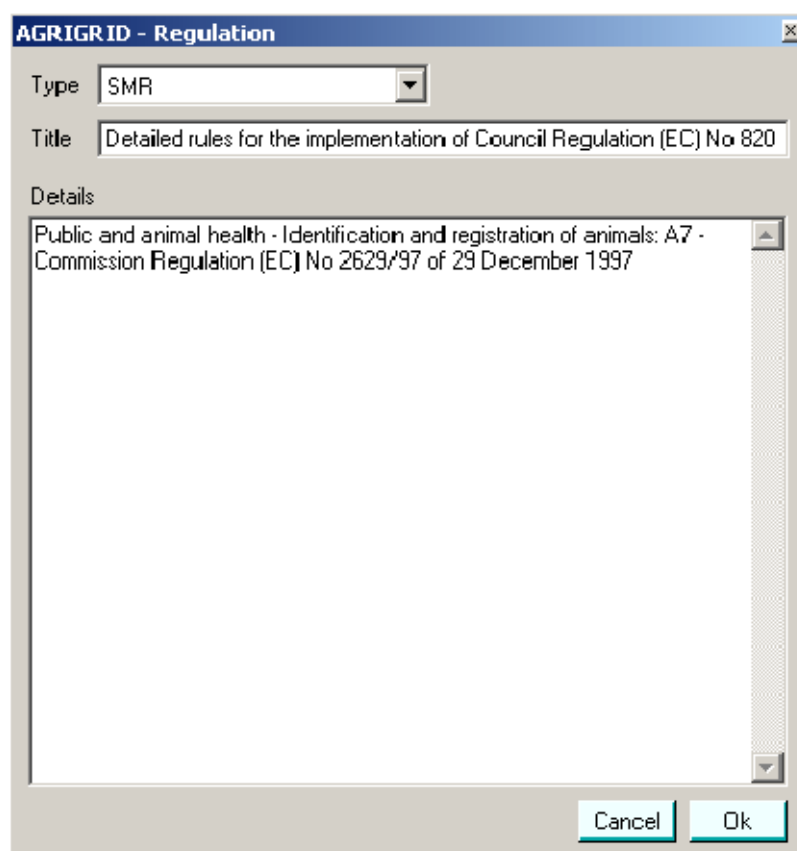 AGRIGRID - Regulation
Type SMR
Title Detailed rules for the implementation of Council Regulation (EC) No 820
Details
Public and animal health - Identification and registration of animals: A7 -
Commission Regulation (EC) No 2629/97 of 29 December 1997
Cancel Ok